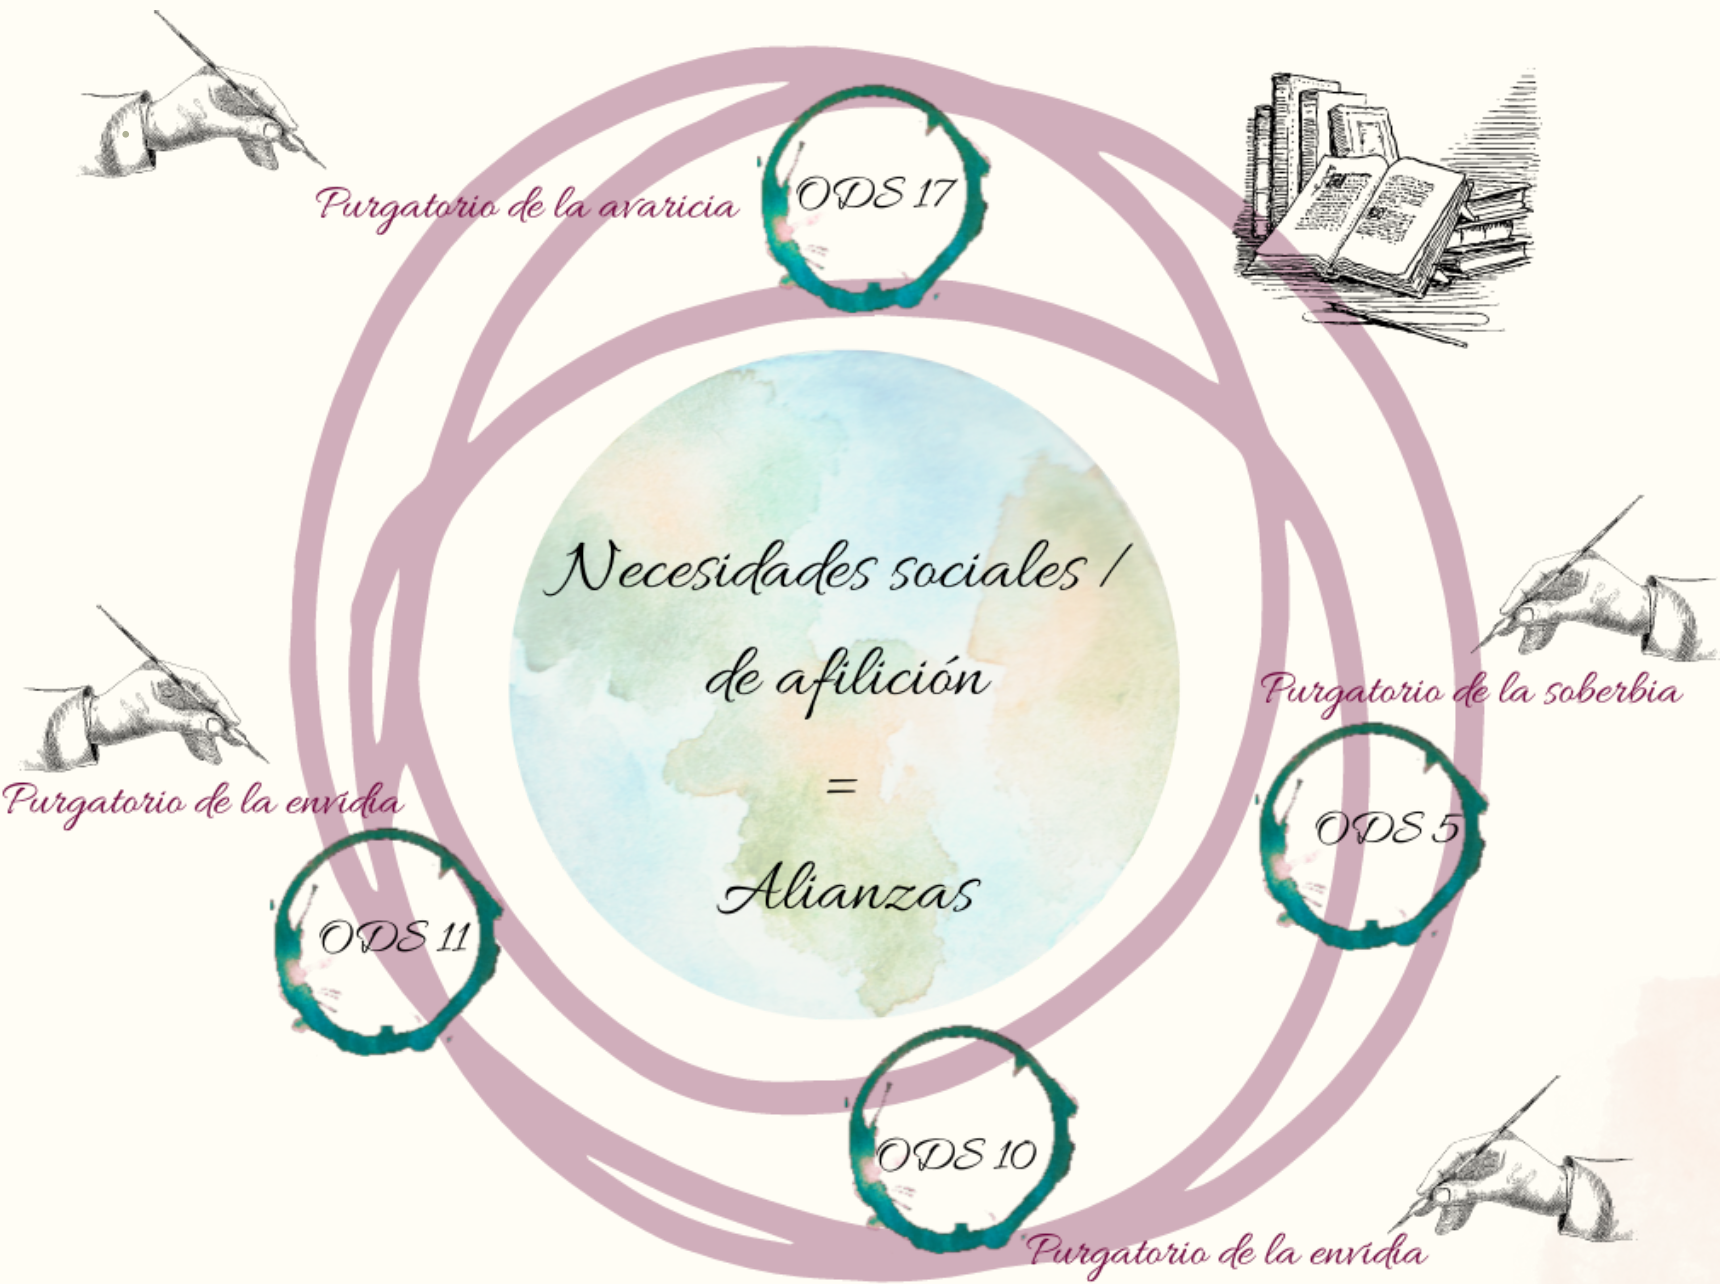 Purgatorio de la avaricia
ODS 17
Necesidades sociales /
de afilición
=
Alianzas
Purgatorio de la soberbia
ODS 5
Purgatorio de la envidia
ODS 11
ODS 10
Purgatorio de la envidia